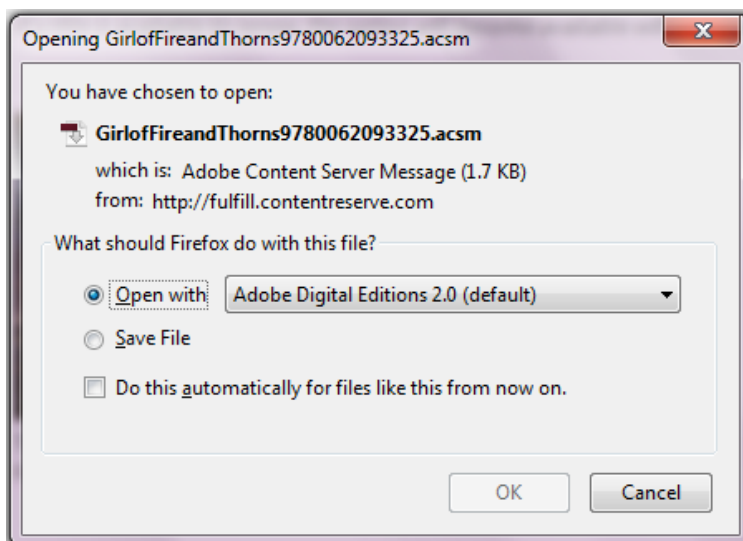 Opening GirlofFireandThorns9780062093325.acsm
You have chosen to open:
GirlofFireandThorns9780062093325.acsm
which is: Adobe Content Server Message (1.7 KB)
from: http://fulfill.contentreserve.com
What should Firefox do with this file?
Open with Adobe Digital Editions 2.0 (default)
Save File
Do this automatically for files like this from now on.
OK Cancel